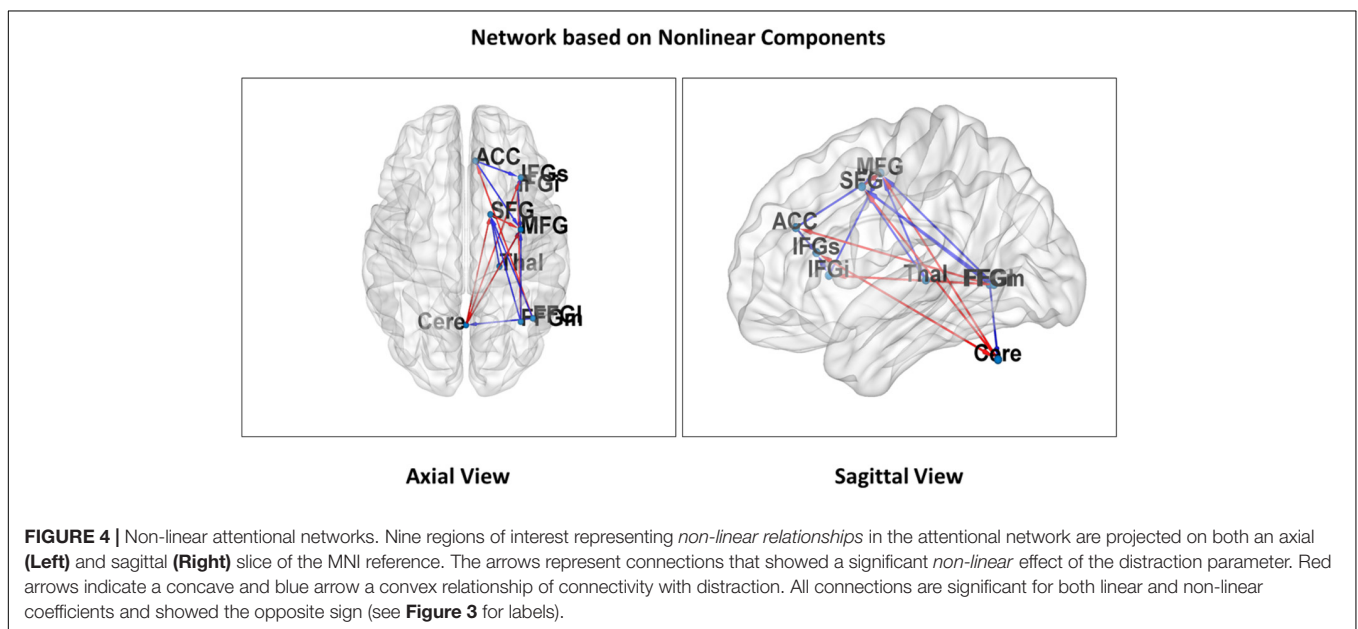 Network based on Nonlinear Components
ACC
IFGs
IFGi
SFG
MFG
Thal
FFGl
FFGm
Cere
MFG
SFG
ACC
IFGs
IFGi
Thal
FFGm
Cere
Axial View
Sagittal View
FIGURE 4 | Non-linear attentional networks. Nine regions of interest representing non-linear relationships in the attentional network are projected on both an axial
(Left) and sagittal (Right) slice of the MNI reference. The arrows represent connections that showed a significant non-linear effect of the distraction parameter. Red
arrows indicate a concave and blue arrow a convex relationship of connectivity with distraction. All connections are significant for both linear and non-linear
coefficients and showed the opposite sign (see Figure 3 for labels).